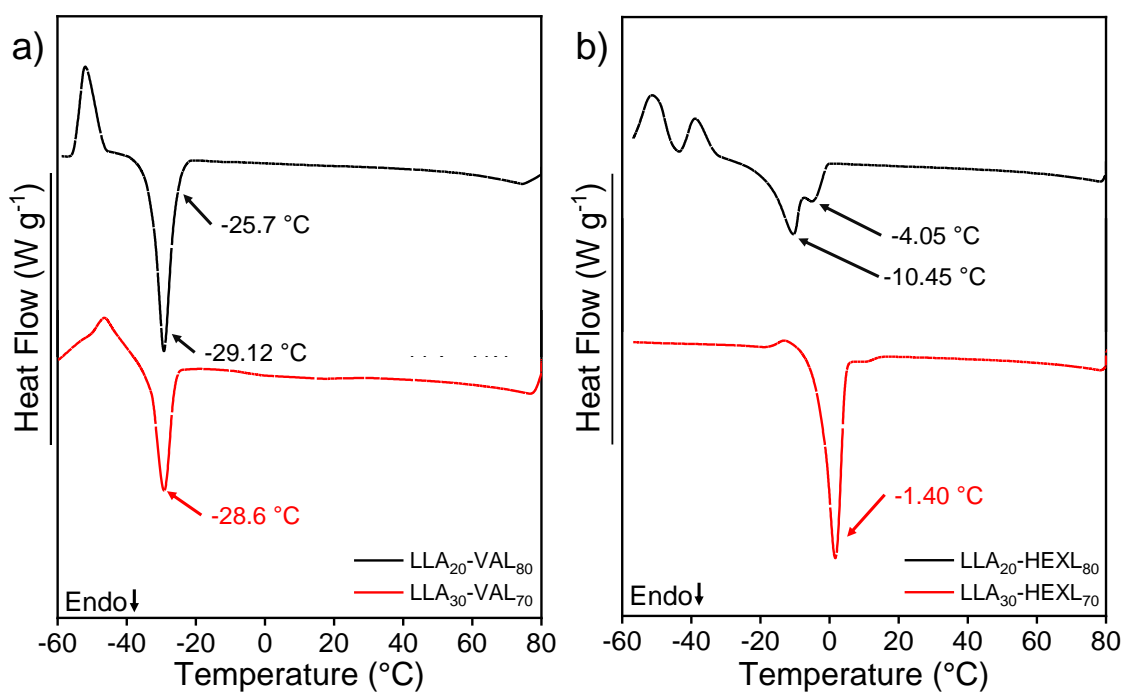 a)
Heat Flow (W g⁻¹)
-25.7 °C
-29.12 °C
-28.6 °C
LLA₂₀-VAL₈₀
LLA₃₀-VAL₇₀
Endo
-60 -40 -20 0 20 40 60 80
Temperature (°C)
b)
Heat Flow (W g⁻¹)
-4.05 °C
-10.45 °C
-1.40 °C
LLA₂₀-HEXL₈₀
LLA₃₀-HEXL₇₀
Endo
-60 -40 -20 0 20 40 60 80
Temperature (°C)